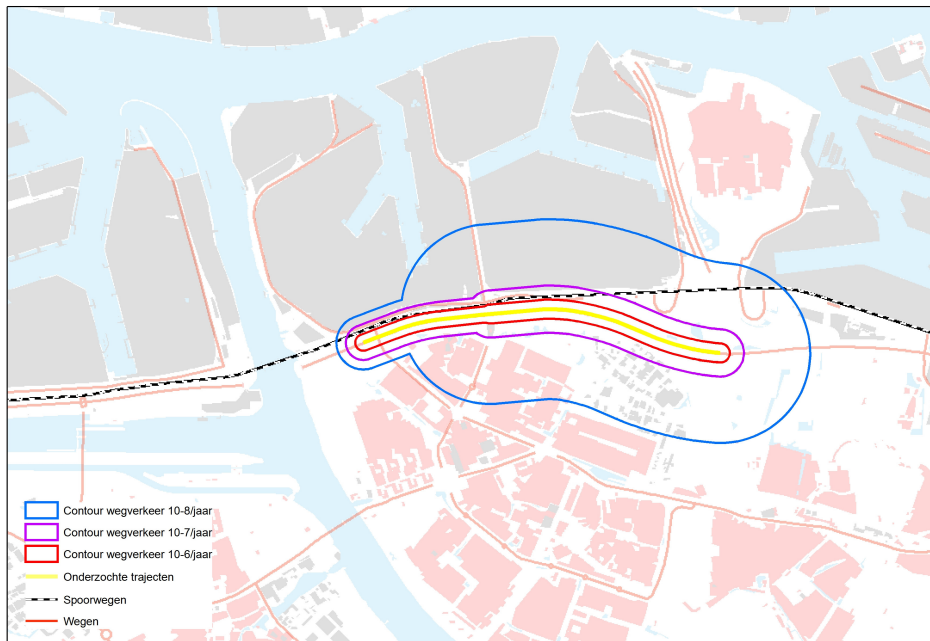 Contour wegverkeer 10-8/jaar
Contour wegverkeer 10-7/jaar
Contour wegverkeer 10-6/jaar
Onderzochte trajecten
Spoorwegen
Wegen